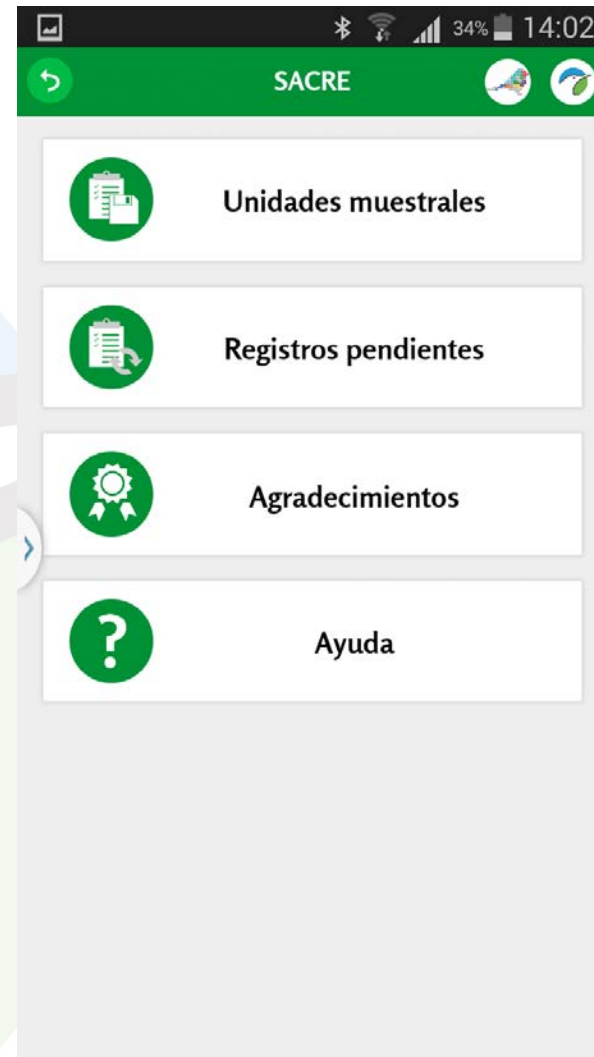 34% 14:02
SACRE
Unidades muestrales
Registros pendientes
Agradecimientos
Ayuda